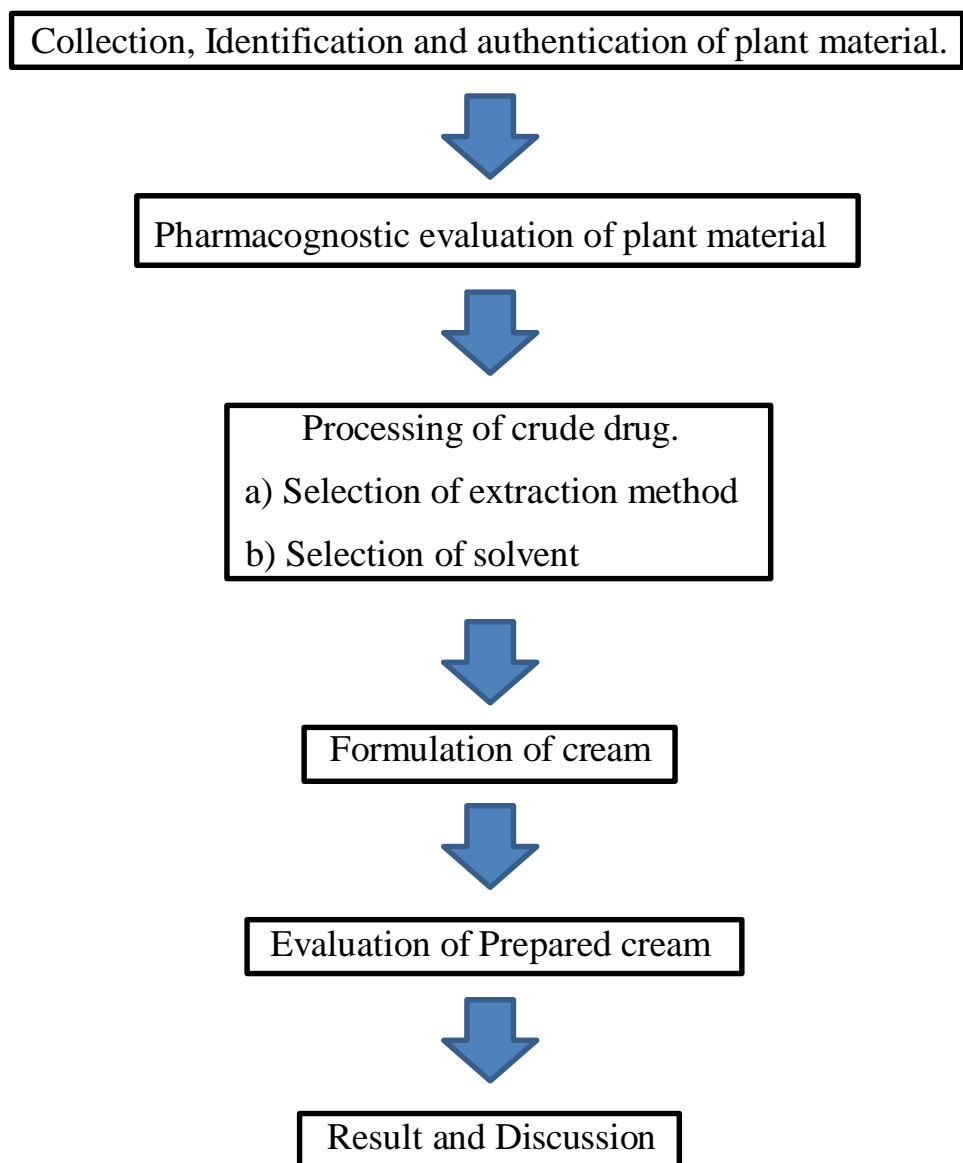 Collection, Identification and authentication of plant material.
Pharmacognostic evaluation of plant material
Processing of crude drug.
a) Selection of extraction method
b) Selection of solvent
Formulation of cream
Evaluation of Prepared cream
Result and Discussion